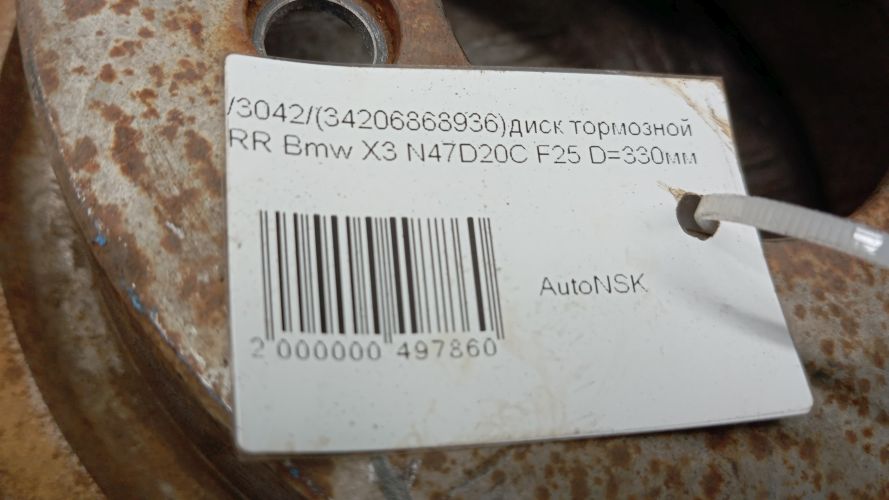 /3042/(34206868936)диск тормозной
RR Bmw X3 N47D20C F25 D=330мм
AutoNSK
2 000000 497860